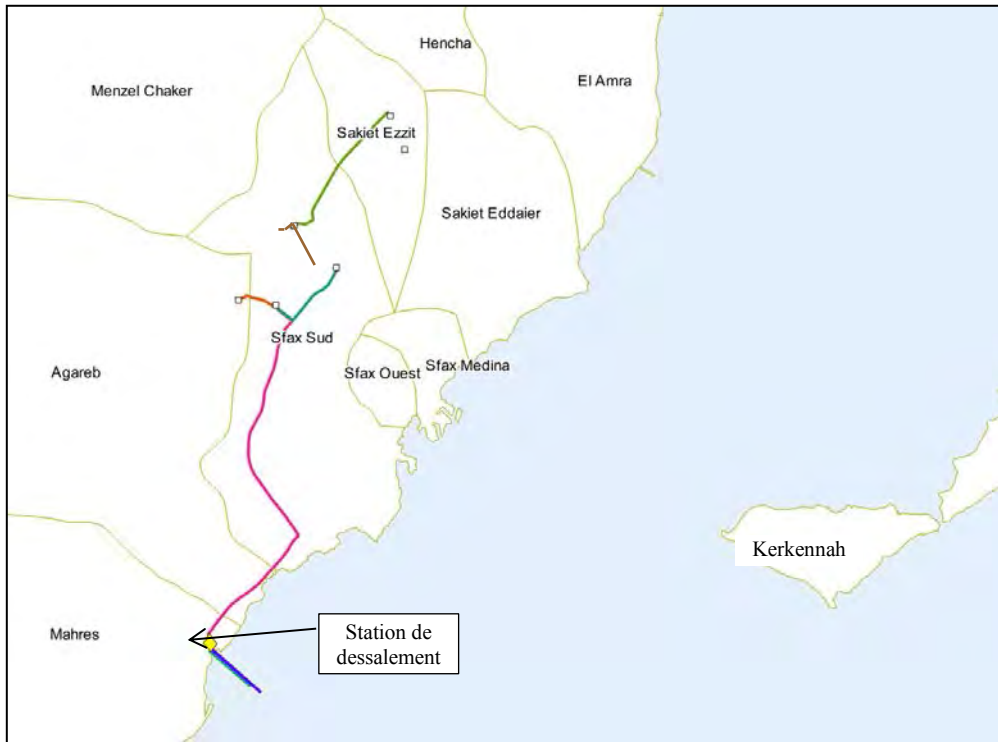 Hencha
El Amra
Menzel Chaker
Sakiet Ezzit
Sakiet Eddaier
Sfax Sud
Agareb
Sfax Ouest
Sfax Medina
Kerkennah
Mahres
Station de
dessalement